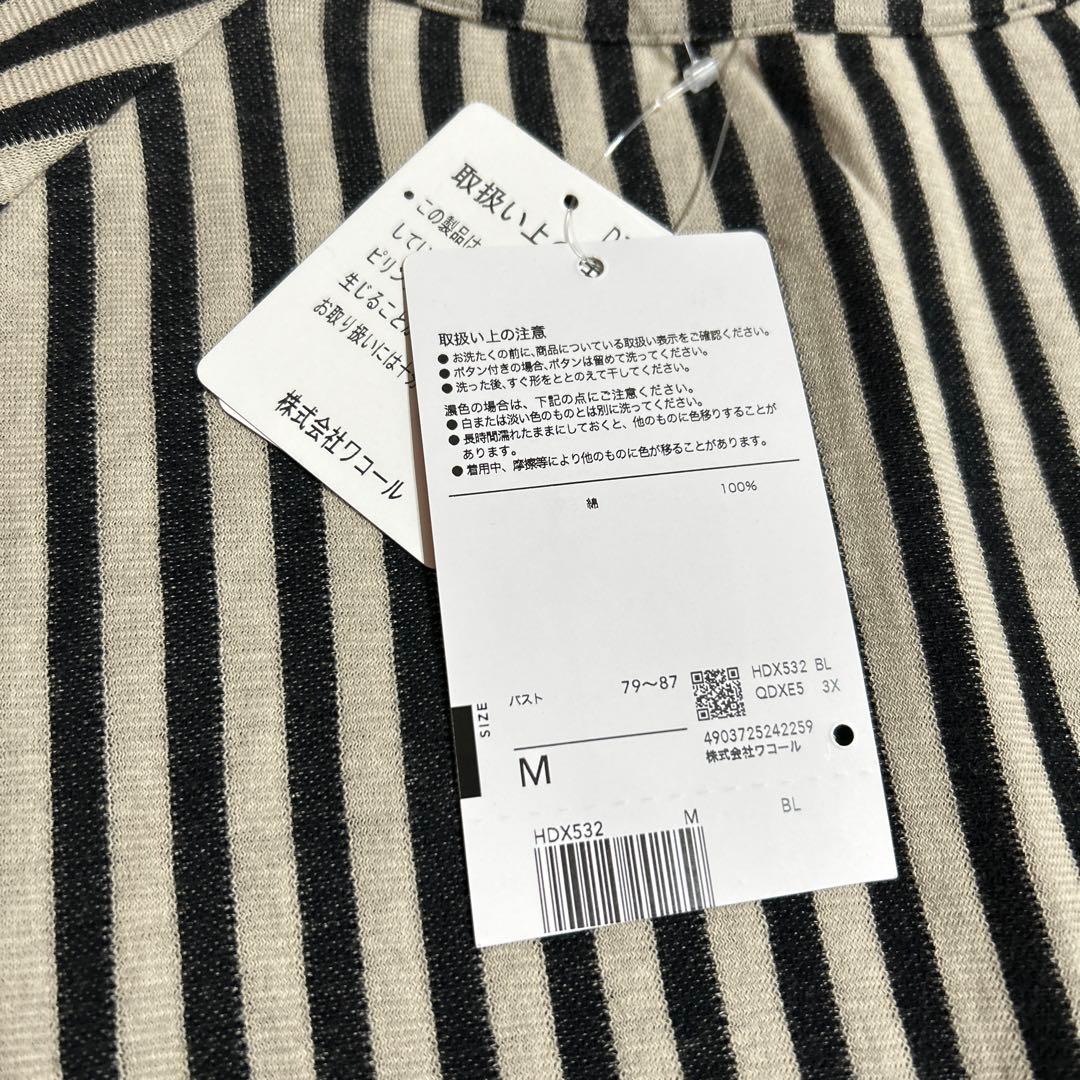 取扱い上の
・この製品は
してい
ピリン
生じること
お取り扱いには十分
株式会社ワコール
取扱い上の注意
●お洗たくの前に、商品についている取扱い表示をご確認ください。
●ボタン付きの場合、ボタンは留めて洗ってください。
●洗った後、すぐ形をととのえて干してください。
濃色の場合は、下記の点にご注意ください。
●白または淡い色のものとは別に洗ってください。
●長時間濡れたままにしておくと、他のものに色移りすることが
あります。
●着用中、摩擦等により他のものに色が移ることがあります。
綿 100%
SIZE
バスト 79〜87
M
HDX532 BL
QDXE5 3X
4903725242259
株式会社ワコール
HDX532 M BL